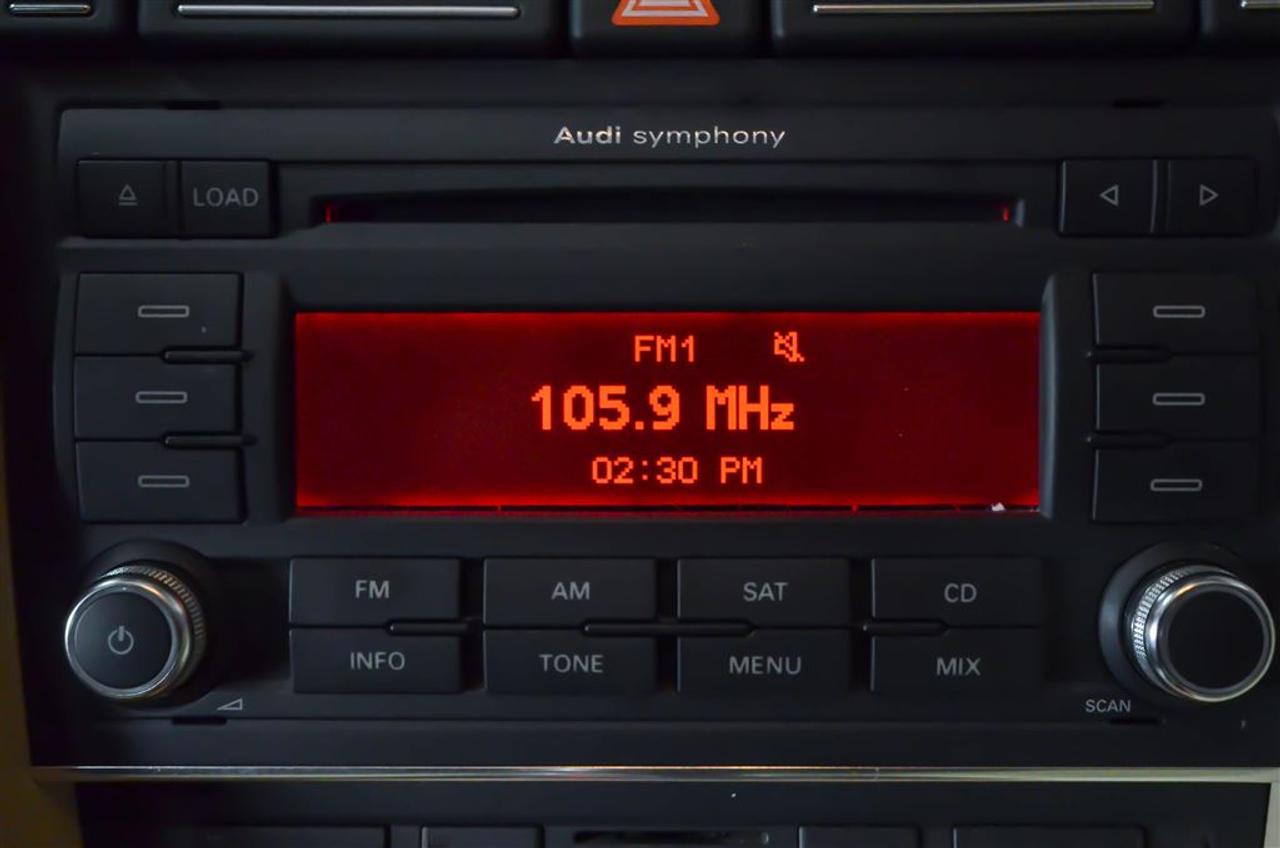 Audi symphony
LOAD
FM1
105.9 MHz
02:30 PM
FM AM SAT CD
INFO TONE MENU MIX
SCAN